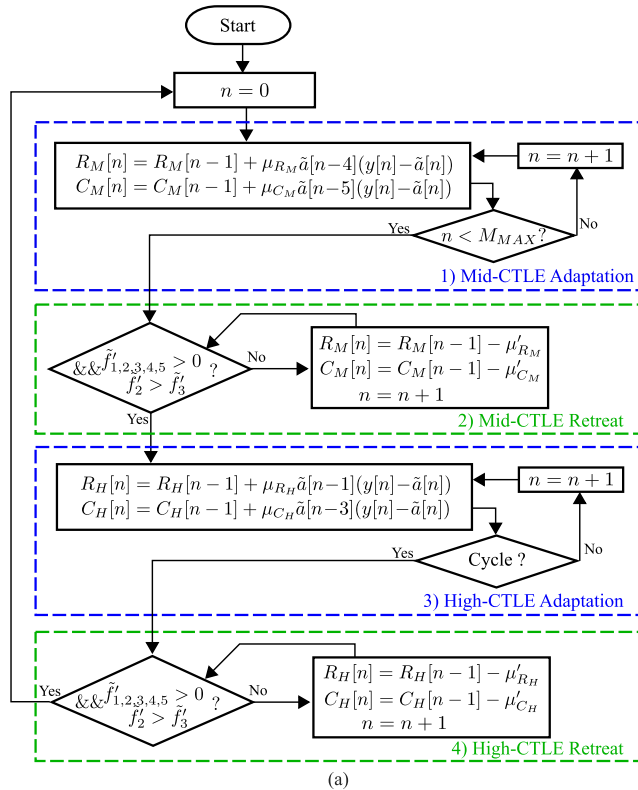 Start
n = 0
R_M[n] = R_M[n−1] + μ_{R_M} ã[n−4](y[n]−ã[n])
C_M[n] = C_M[n−1] + μ_{C_M} ã[n−5](y[n]−ã[n])
n = n + 1
n < M_{MAX}?
Yes
No
1) Mid-CTLE Adaptation
&& f̃′_{1,2,3,4,5} > 0
f̃′_2 > f̃′_3 ?
No
Yes
R_M[n] = R_M[n−1] − μ′_{R_M}
C_M[n] = C_M[n−1] − μ′_{C_M}
n = n + 1
2) Mid-CTLE Retreat
R_H[n] = R_H[n−1] + μ_{R_H} ã[n−1](y[n]−ã[n])
C_H[n] = C_H[n−1] + μ_{C_H} ã[n−3](y[n]−ã[n])
n = n + 1
Cycle ?
Yes
No
3) High-CTLE Adaptation
&& f̃′_{1,2,3,4,5} > 0
f̃′_2 > f̃′_3 ?
Yes
No
R_H[n] = R_H[n−1] − μ′_{R_H}
C_H[n] = C_H[n−1] − μ′_{C_H}
n = n + 1
4) High-CTLE Retreat
(a)